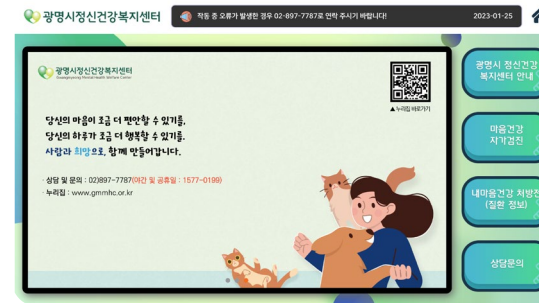 광명시정신건강복지센터
작동 중 오류가 발생한 경우 02-897-7787로 연락 주시기 바랍니다!
2023-01-25
광명시정신건강복지센터
Gwangmyeong Mental Health Welfare Center
▲ 누리집 바로가기
당신의 마음이 조금 더 편안할 수 있기를,
당신의 하루가 조금 더 행복할 수 있기를.
사람과 희망으로, 함께 만들어갑니다.
· 상담 및 문의 : 02)897-7787(야간 및 공휴일 : 1577-0199)
· 누리집 : www.gmmhc.or.kr
광명시 정신건강
복지센터 안내
마음건강
자가검진
내마음건강 처방전
(질환 정보)
상담문의